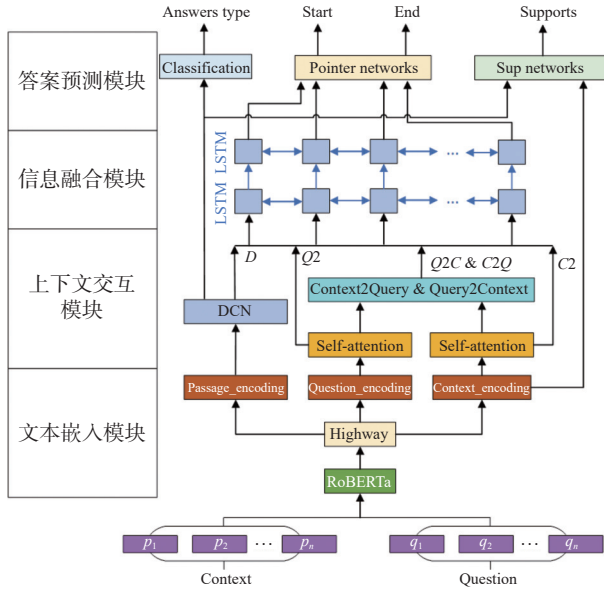 Answers type
Start
End
Supports
答案预测模块
Classification
Pointer networks
Sup networks
信息融合模块
LSTM
LSTM
...
...
上下文交互
模块
D
Q2
Q2C & C2Q
C2
Context2Query & Query2Context
DCN
Self-attention
Self-attention
文本嵌入模块
Passage_encoding
Question_encoding
Context_encoding
Highway
RoBERTa
p1
p2
...
pn
q1
q2
...
qn
Context
Question